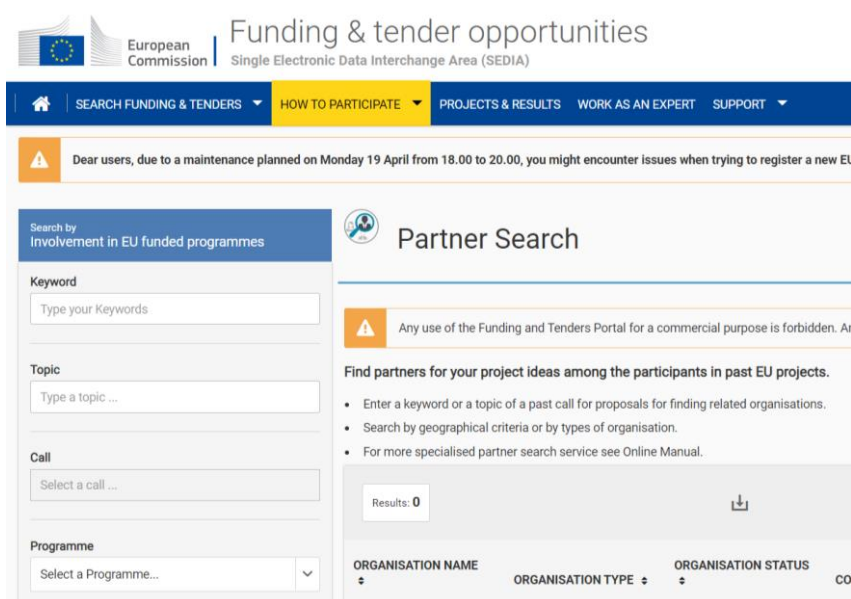 European
Commission
Funding & tender opportunities
Single Electronic Data Interchange Area (SEDIA)
SEARCH FUNDING & TENDERS HOW TO PARTICIPATE PROJECTS & RESULTS WORK AS AN EXPERT SUPPORT
Dear users, due to a maintenance planned on Monday 19 April from 18.00 to 20.00, you might encounter issues when trying to register a new EU
Search by
Involvement in EU funded programmes
Keyword
Type your Keywords
Topic
Type a topic ...
Call
Select a call ...
Programme
Select a Programme...
Partner Search
Any use of the Funding and Tenders Portal for a commercial purpose is forbidden. An
Find partners for your project ideas among the participants in past EU projects.
• Enter a keyword or a topic of a past call for proposals for finding related organisations.
• Search by geographical criteria or by types of organisation.
• For more specialised partner search service see Online Manual.
Results: 0
ORGANISATION NAME ORGANISATION TYPE ORGANISATION STATUS CO